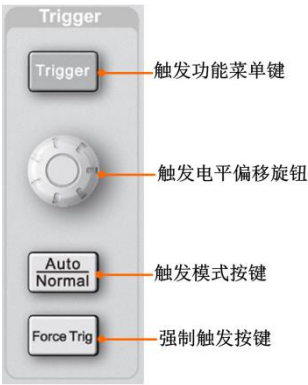 Trigger
Trigger
触发功能菜单键
触发电平偏移旋钮
Auto
Normal
触发模式按键
Force Trig
强制触发按键